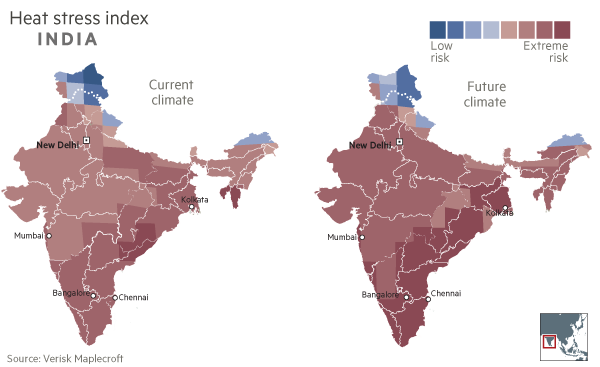 Heat stress index
INDIA
Low
risk
Extreme
risk
Current
climate
New Delhi
Kolkata
Mumbai
Bangalore
Chennai
Future
climate
New Delhi
Kolkata
Mumbai
Bangalore
Chennai
Source: Verisk Maplecroft